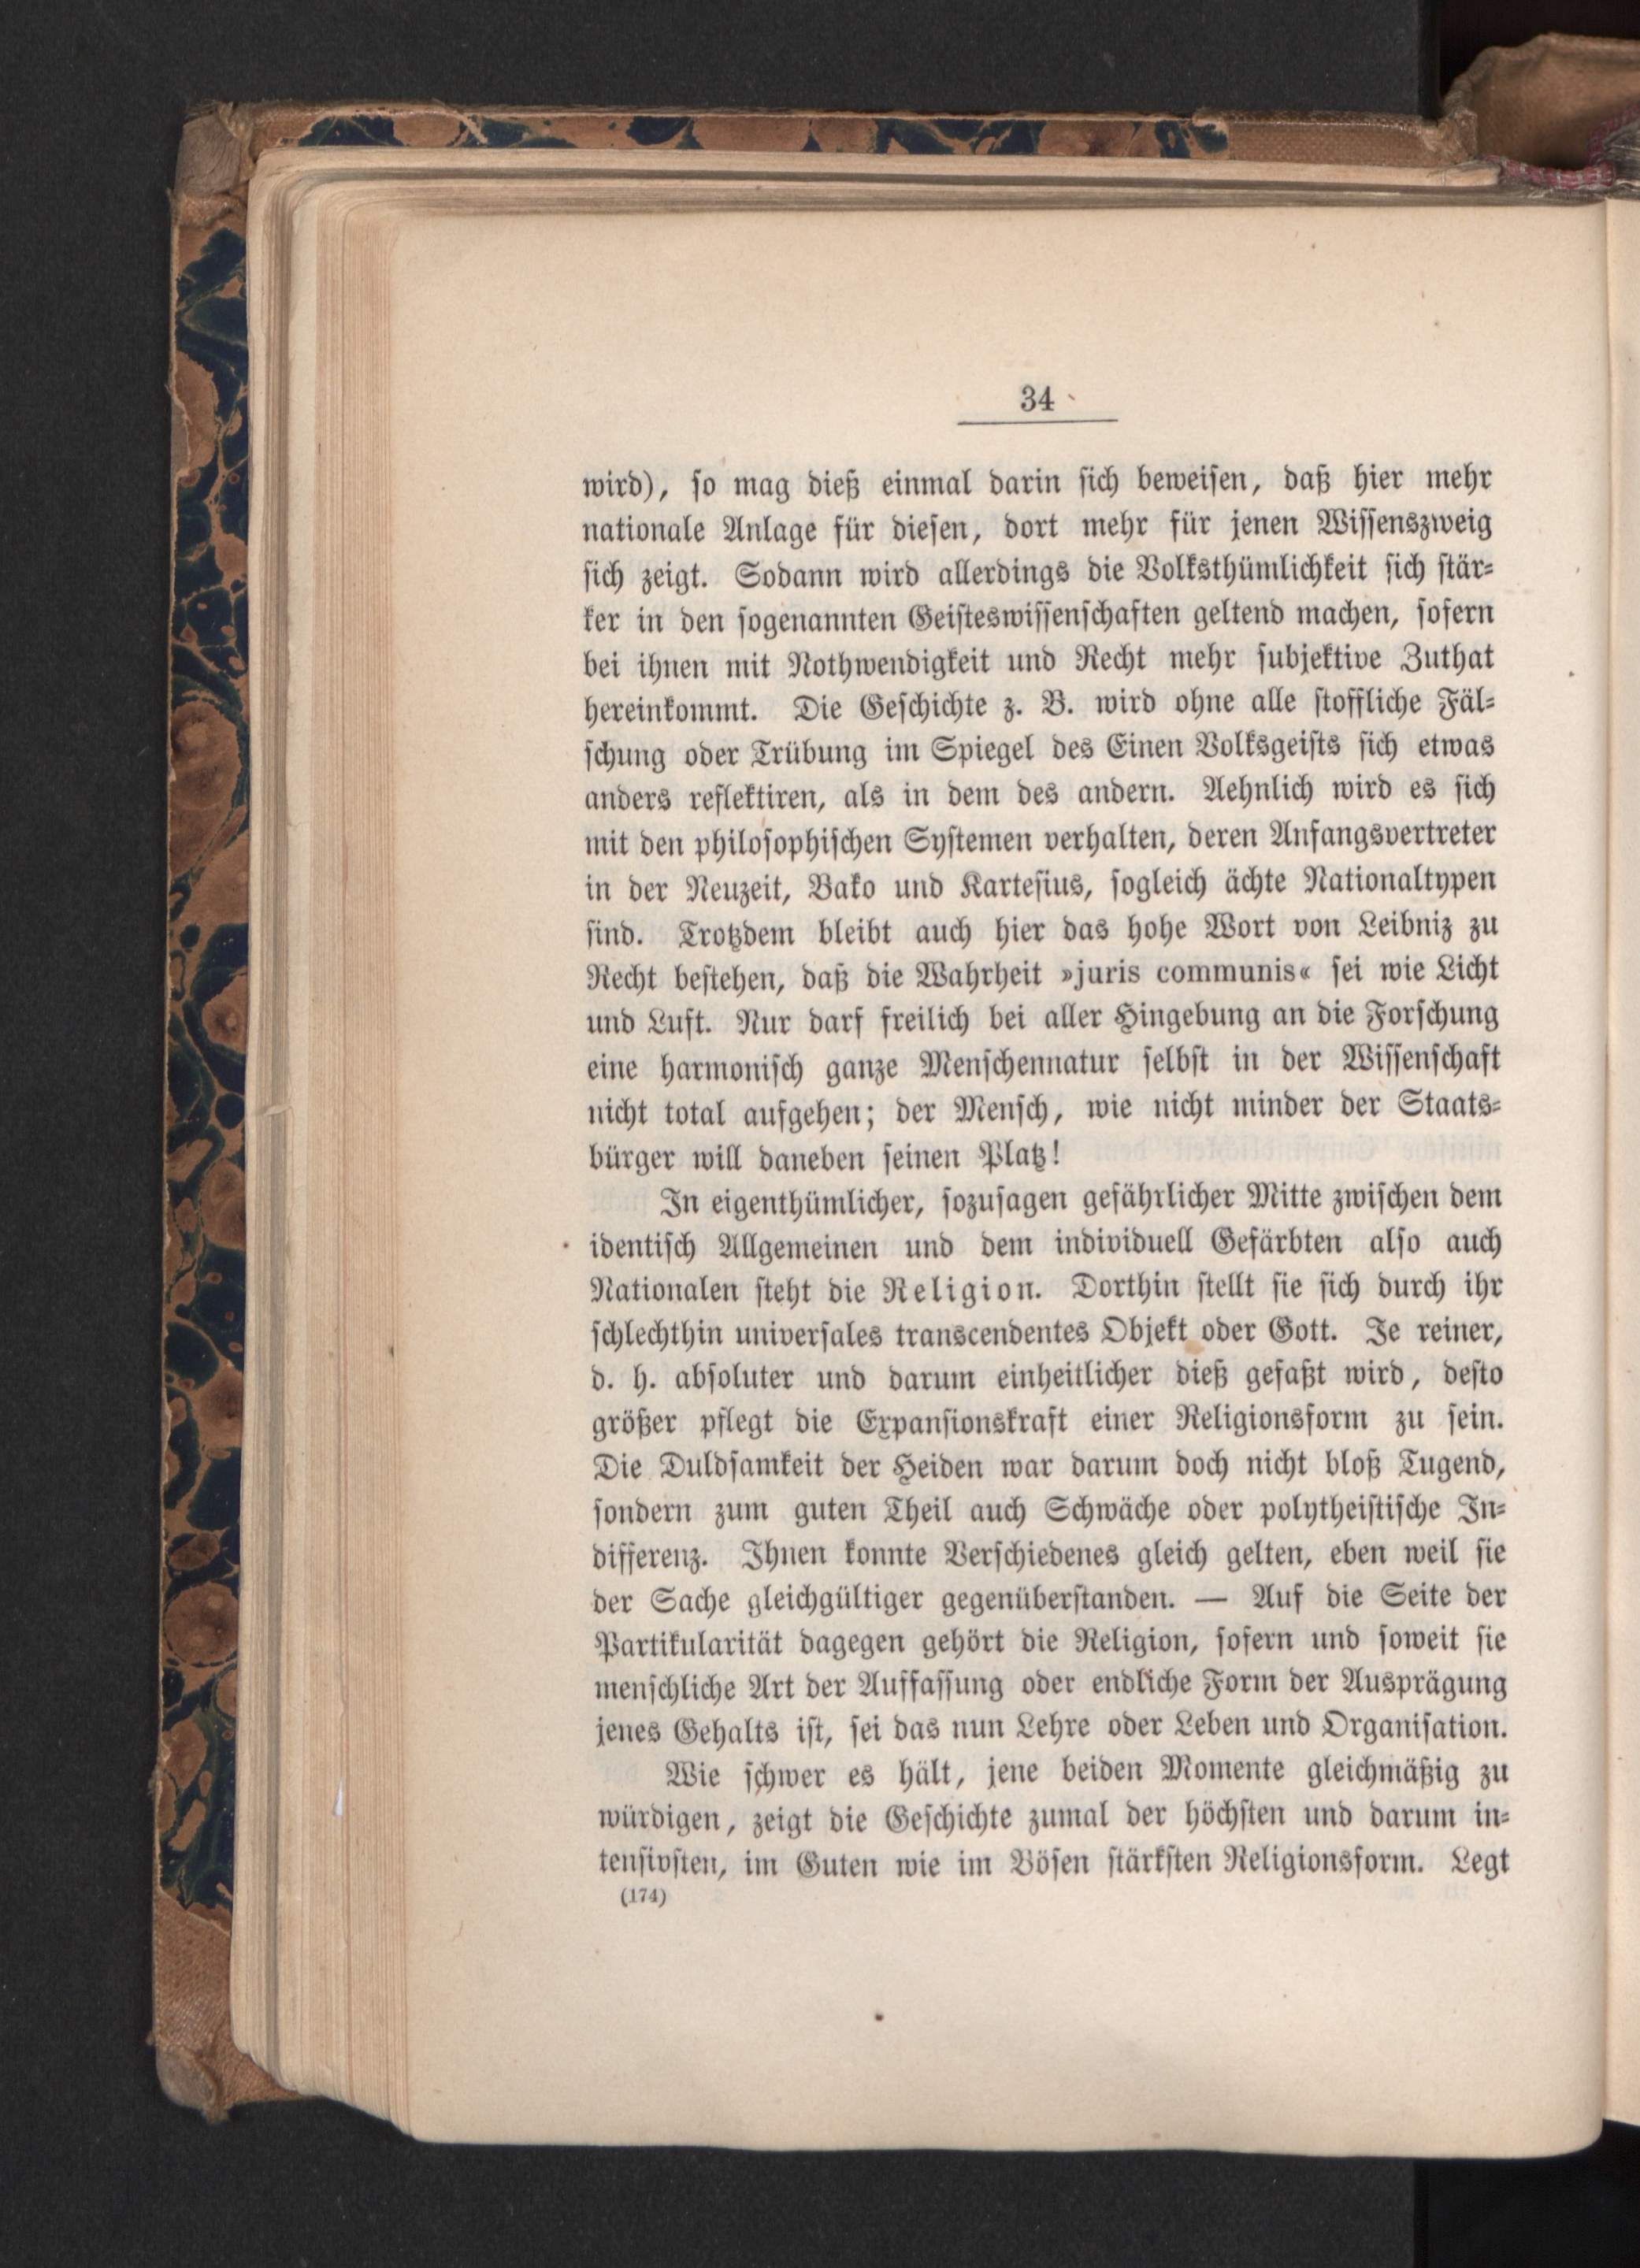 34
wird), so mag dieß einmal darin sich beweisen, daß hier mehr
nationale Anlage für diesen, dort mehr für jenen Wissenszweig
sich zeigt. Sodann wird allerdings die Volksthümlichkeit sich stär-
ker in den sogenannten Geisteswissenschaften geltend machen, sofern
bei ihnen mit Nothwendigkeit und Recht mehr subjektive Zuthat
hereinkommt. Die Geschichte z. B. wird ohne alle stoffliche Fäl-
schung oder Trübung im Spiegel des Einen Volksgeists sich etwas
anders reflektiren, als in dem des andern. Aehnlich wird es sich
mit den philosophischen Systemen verhalten, deren Anfangsvertreter
in der Neuzeit, Bako und Kartesius, sogleich ächte Nationaltypen
sind. Trotzdem bleibt auch hier das hohe Wort von Leibniz zu
Recht bestehen, daß die Wahrheit »juris communis« sei wie Licht
und Luft. Nur darf freilich bei aller Hingebung an die Forschung
eine harmonisch ganze Menschennatur selbst in der Wissenschaft
nicht total aufgehen; der Mensch, wie nicht minder der Staats-
bürger will daneben seinen Platz!
In eigenthümlicher, sozusagen gefährlicher Mitte zwischen dem
identisch Allgemeinen und dem individuell Gefärbten also auch
Nationalen steht die Religion. Dorthin stellt sie sich durch ihr
schlechthin universales transcendentes Objekt oder Gott. Je reiner,
d. h. absoluter und darum einheitlicher dieß gefaßt wird, desto
größer pflegt die Expansionskraft einer Religionsform zu sein.
Die Duldsamkeit der Heiden war darum doch nicht bloß Tugend,
sondern zum guten Theil auch Schwäche oder polytheistische In-
differenz. Ihnen konnte Verschiedenes gleich gelten, eben weil sie
der Sache gleichgültiger gegenüberstanden. — Auf die Seite der
Partikularität dagegen gehört die Religion, sofern und soweit sie
menschliche Art der Auffassung oder endliche Form der Ausprägung
jenes Gehalts ist, sei das nun Lehre oder Leben und Organisation.
Wie schwer es hält, jene beiden Momente gleichmäßig zu
würdigen, zeigt die Geschichte zumal der höchsten und darum in-
tensivsten, im Guten wie im Bösen stärksten Religionsform. Legt
(174)